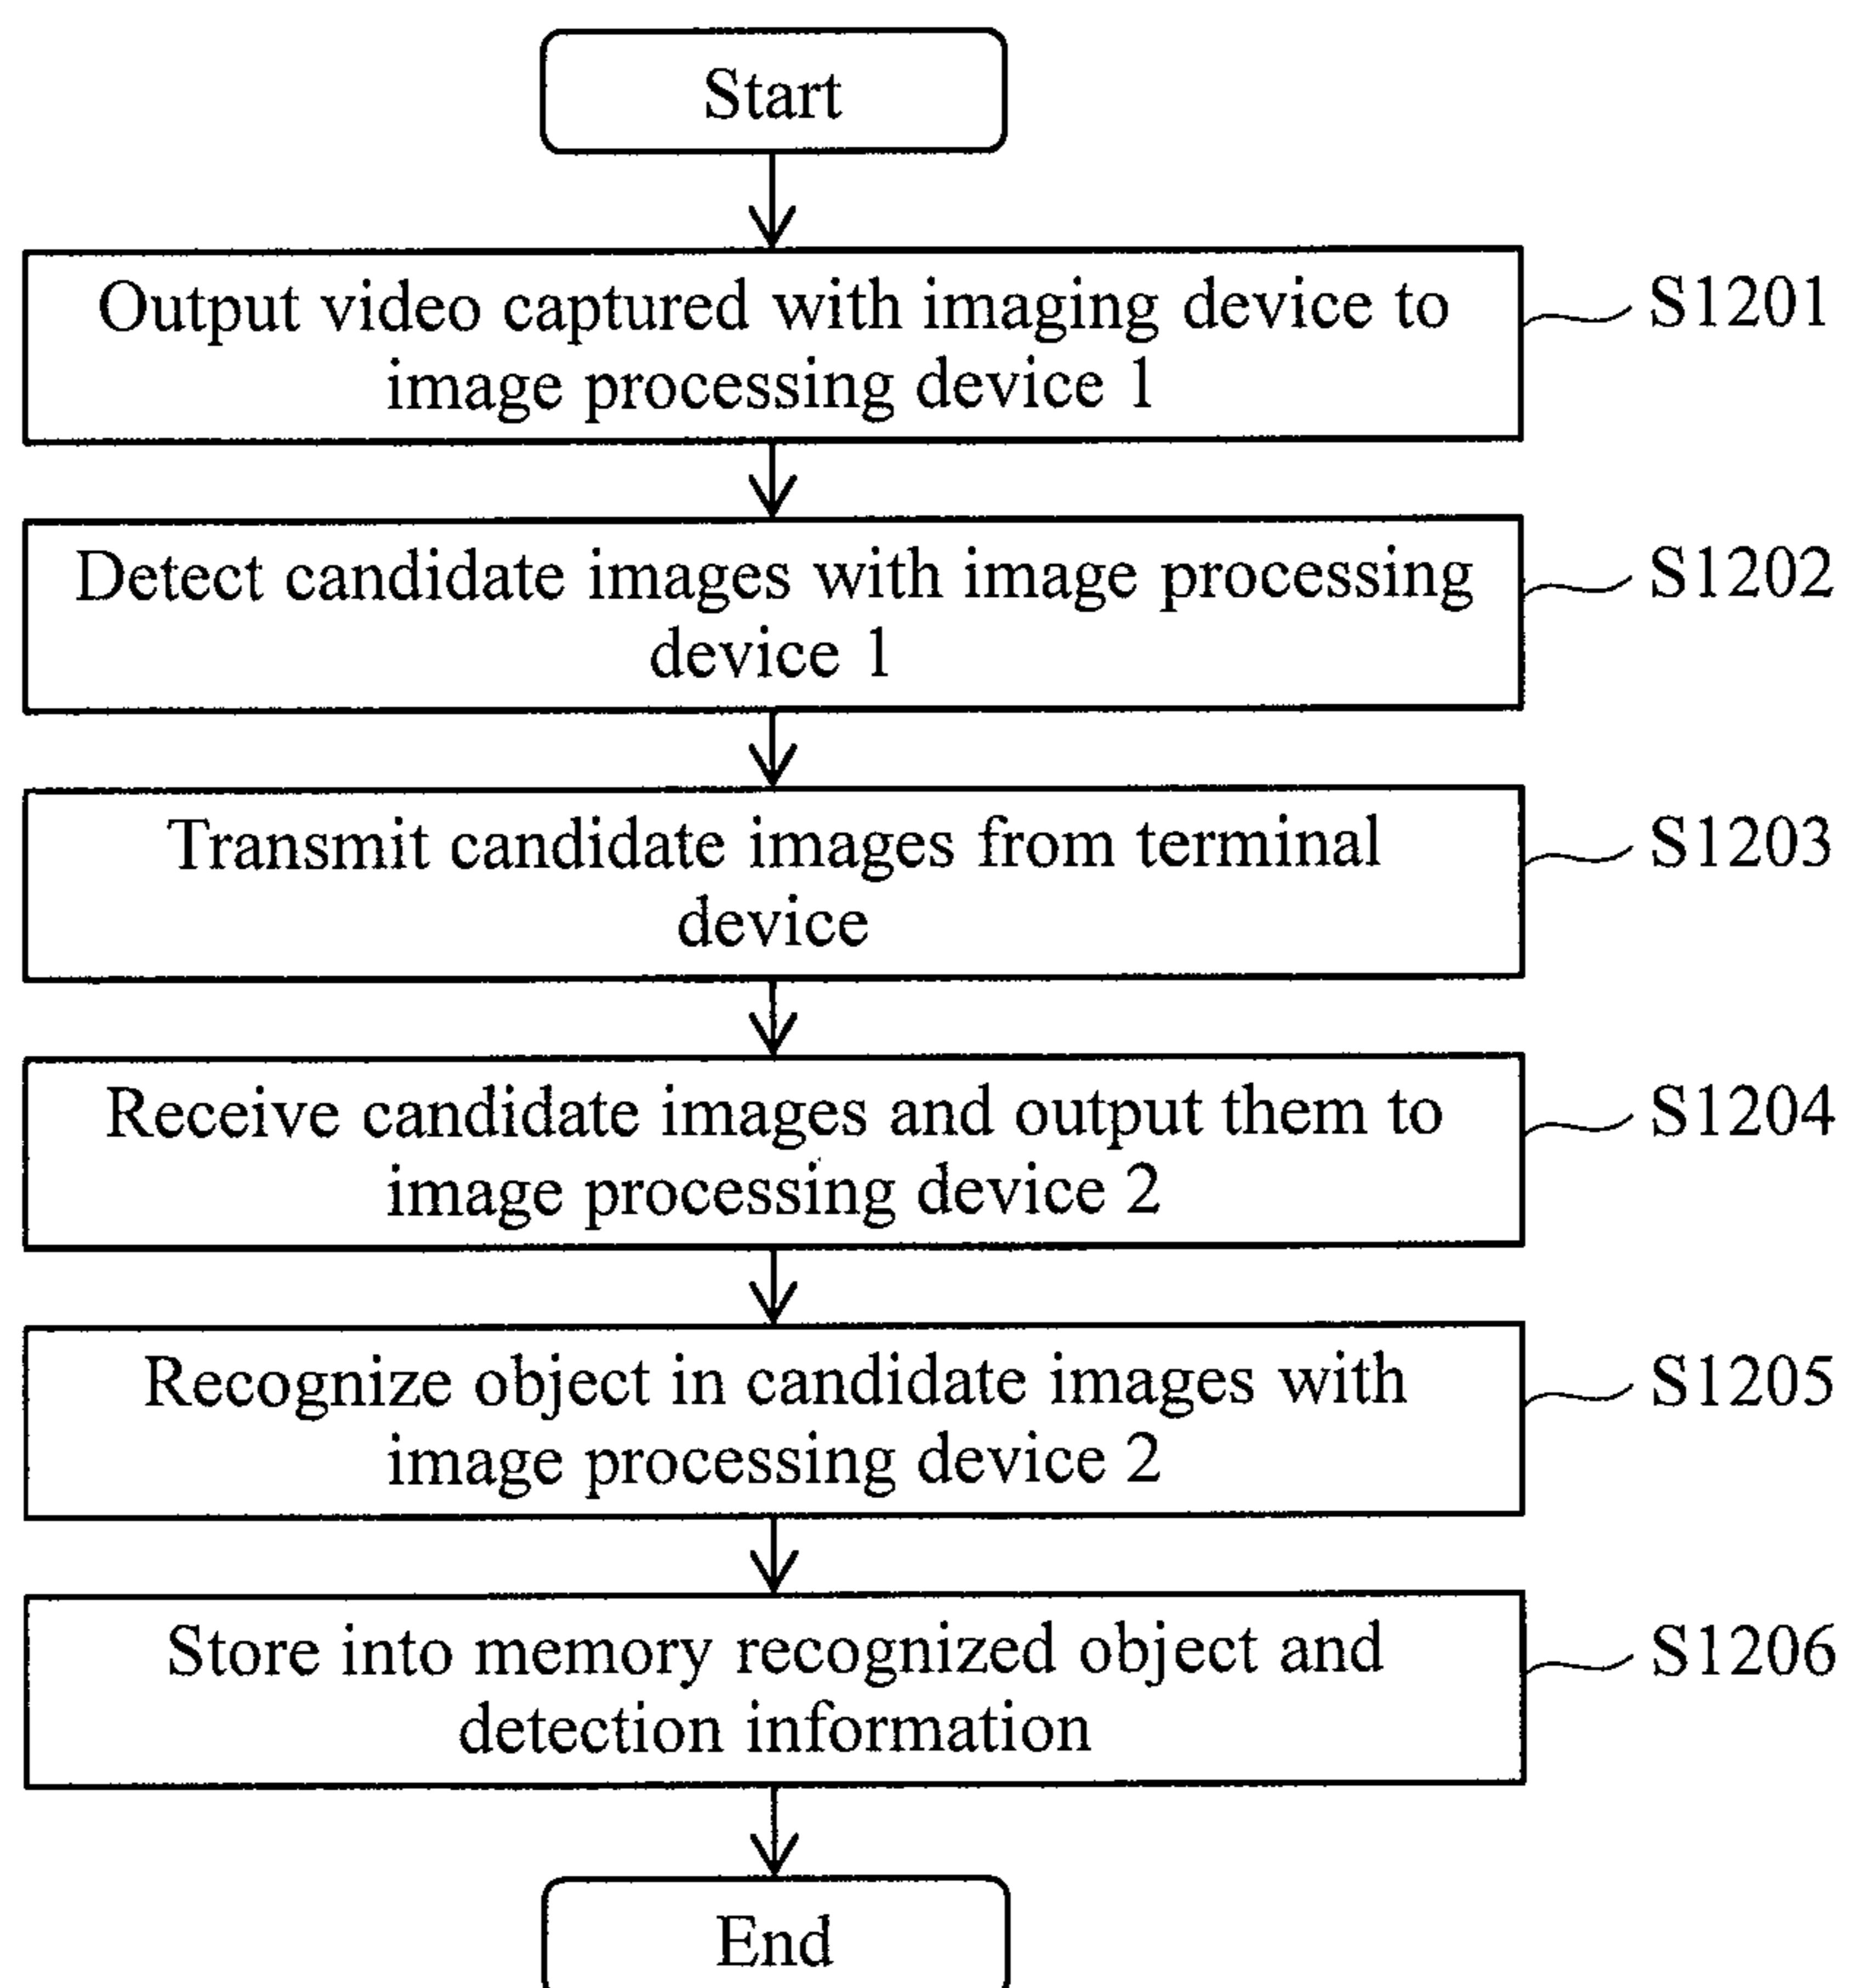 Start
Output video captured with imaging device to
image processing device 1
S1201
Detect candidate images with image processing
device 1
S1202
Transmit candidate images from terminal
device
S1203
Receive candidate images and output them to
image processing device 2
S1204
Recognize object in candidate images with
image processing device 2
S1205
Store into memory recognized object and
detection information
S1206
End